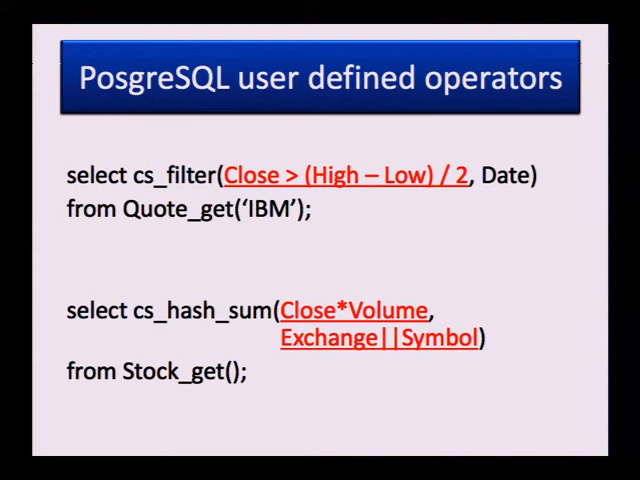 PosgreSQL user defined operators
select cs_filter(Close > (High – Low) / 2, Date)
from Quote_get(‘IBM’);
select cs_hash_sum(Close*Volume,
Exchange||Symbol)
from Stock_get();